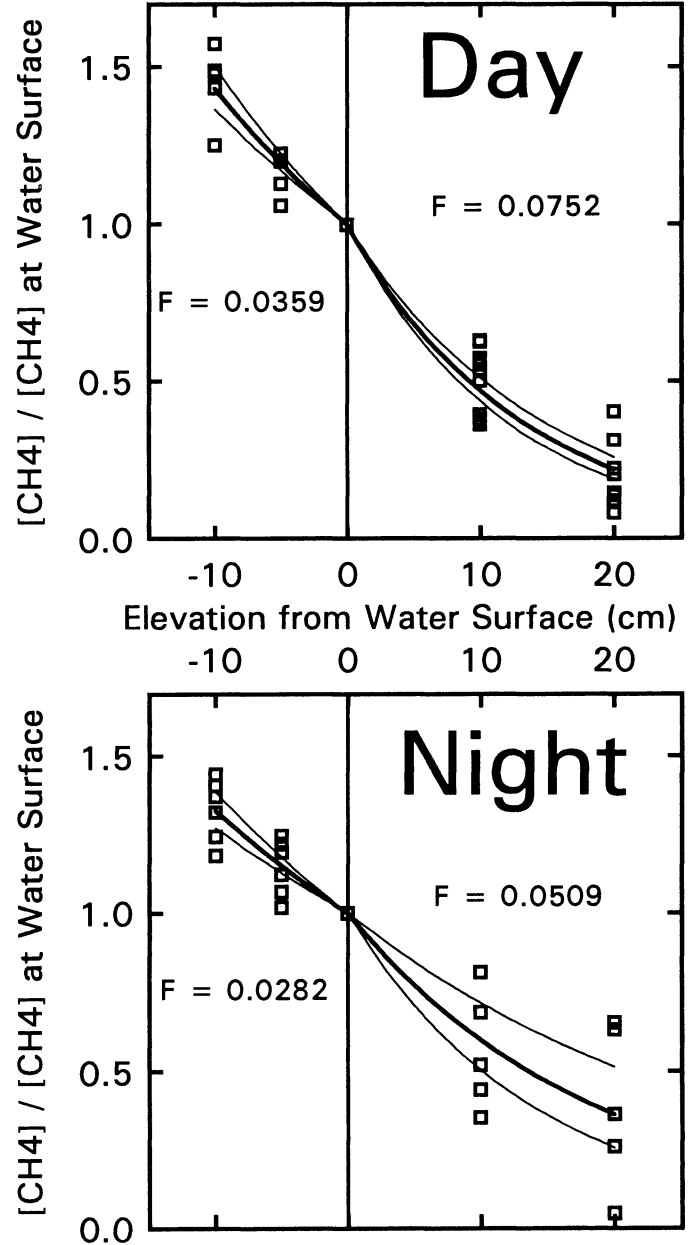 Day
[CH4] / [CH4] at Water Surface
1.5
1.0
0.5
0.0
F = 0.0752
F = 0.0359
-10 0 10 20
Elevation from Water Surface (cm)
-10 0 10 20
Night
[CH4] / [CH4] at Water Surface
1.5
1.0
0.5
0.0
F = 0.0509
F = 0.0282